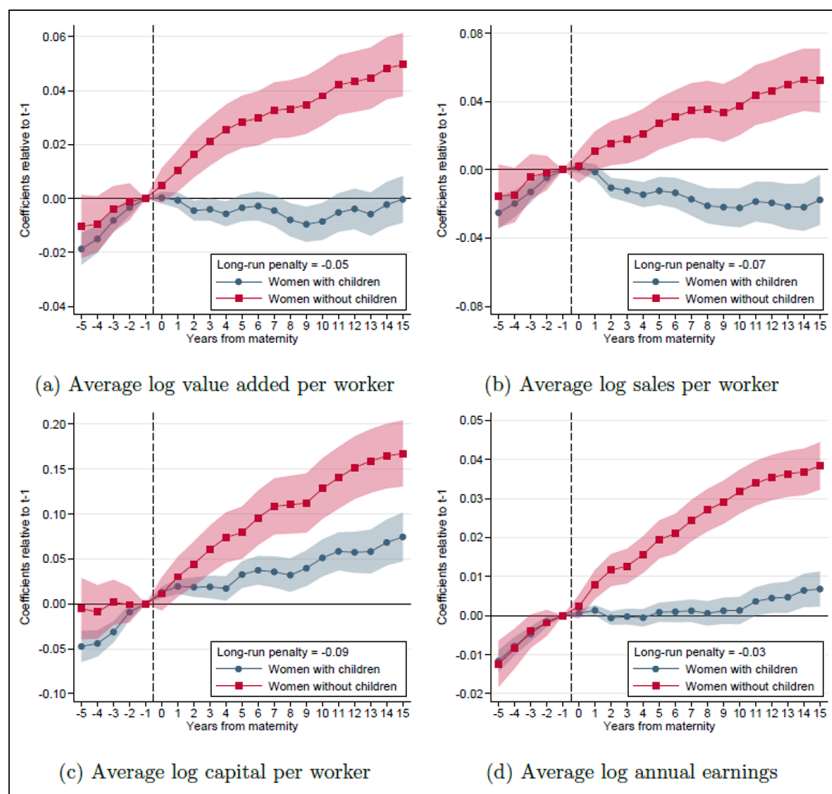 Coefficients relative to t-1
0.06
0.04
0.02
0.00
-0.02
-0.04
Long-run penalty = -0.05
Women with children
Women without children
-5 -4 -3 -2 -1 0 1 2 3 4 5 6 7 8 9 10 11 12 13 14 15
Years from maternity
(a) Average log value added per worker
Coefficients relative to t-1
0.08
0.04
0.00
-0.04
-0.08
Long-run penalty = -0.07
Women with children
Women without children
-5 -4 -3 -2 -1 0 1 2 3 4 5 6 7 8 9 10 11 12 13 14 15
Years from maternity
(b) Average log sales per worker
Coefficients relative to t-1
0.20
0.15
0.10
0.05
0.00
-0.05
-0.10
Long-run penalty = -0.09
Women with children
Women without children
-5 -4 -3 -2 -1 0 1 2 3 4 5 6 7 8 9 10 11 12 13 14 15
Years from maternity
(c) Average log capital per worker
Coefficients relative to t-1
0.05
0.04
0.03
0.02
0.01
0.00
-0.01
-0.02
Long-run penalty = -0.03
Women with children
Women without children
-5 -4 -3 -2 -1 0 1 2 3 4 5 6 7 8 9 10 11 12 13 14 15
Years from maternity
(d) Average log annual earnings